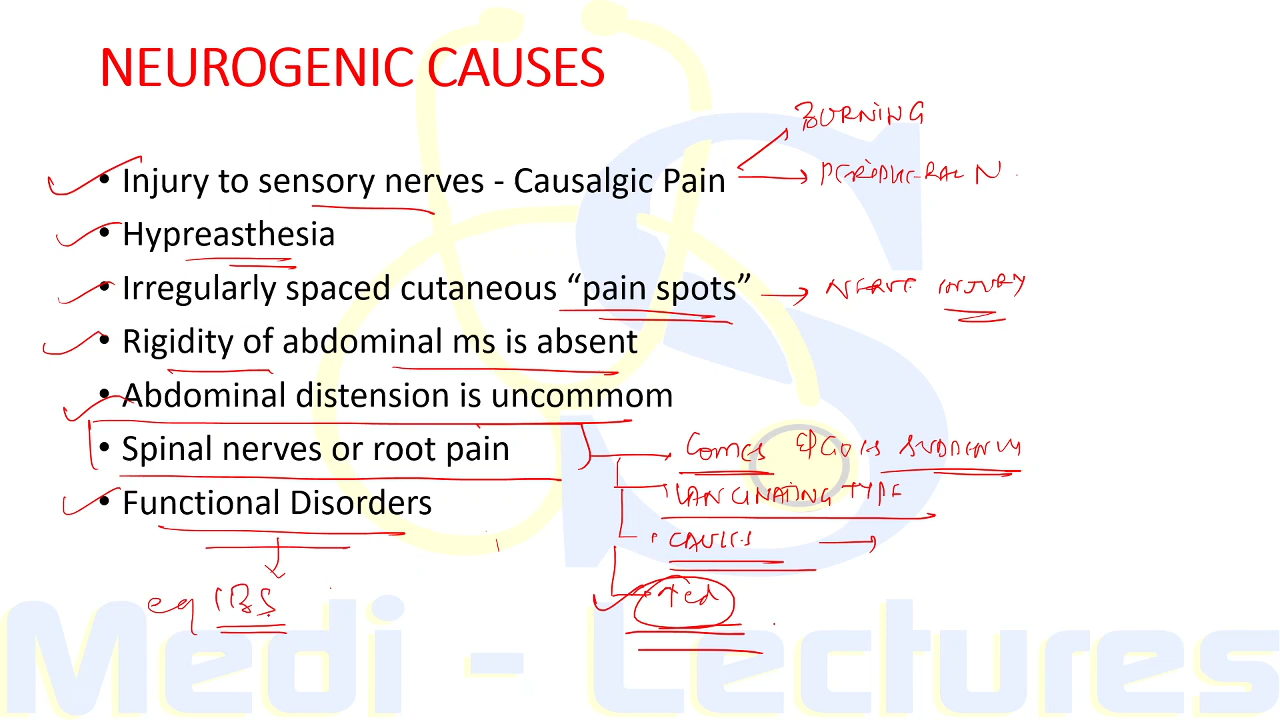 NEUROGENIC CAUSES
• Injury to sensory nerves - Causalgic Pain
BURNING
PERIPHERAL N
• Hypreasthesia
• Irregularly spaced cutaneous “pain spots”
NERVE INJURY
• Rigidity of abdominal ms is absent
• Abdominal distension is uncommom
• Spinal nerves or root pain
COMES & GOES SUDDENLY
LANCINATING TYPE
CAUSES
• Functional Disorders
eg IBS
Medi - Lectures